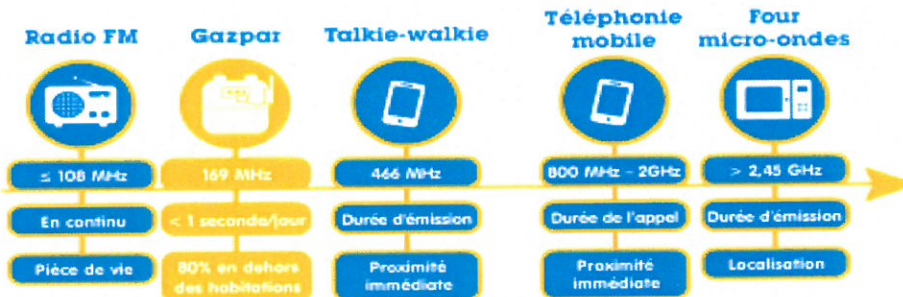 Radio FM
Gazpar
Talkie-walkie
Téléphonie
mobile
Four
micro-ondes
≤ 108 MHz
169 MHz
466 MHz
800 MHz – 2GHz
> 2,45 GHz
En continu
< 1 seconde/jour
Durée d'émission
Durée de l'appel
Durée d'émission
Pièce de vie
80% en dehors
des habitations
Proximité
immédiate
Proximité
immédiate
Localisation